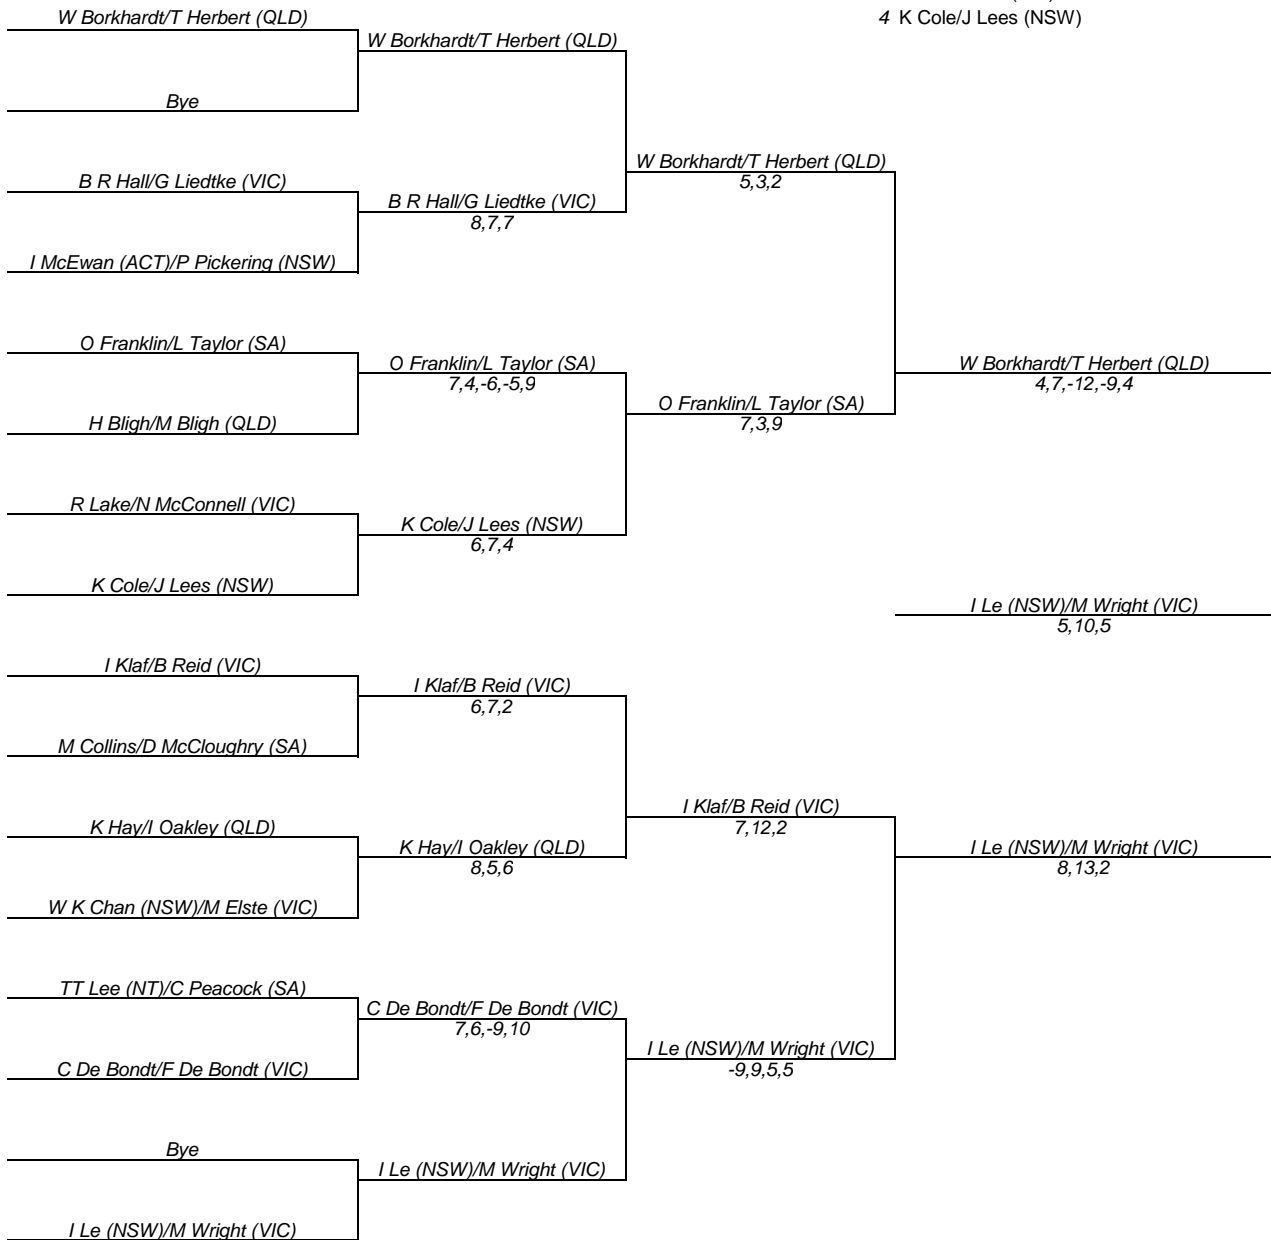 4 K Cole/J Lees (NSW)
W Borkhardt/T Herbert (QLD)
W Borkhardt/T Herbert (QLD)
Bye
W Borkhardt/T Herbert (QLD)
5,3,2
B R Hall/G Liedtke (VIC)
B R Hall/G Liedtke (VIC)
8,7,7
I McEwan (ACT)/P Pickering (NSW)
O Franklin/L Taylor (SA)
O Franklin/L Taylor (SA)
7,4,-6,-5,9
W Borkhardt/T Herbert (QLD)
4,7,-12,-9,4
O Franklin/L Taylor (SA)
7,3,9
H Bligh/M Bligh (QLD)
R Lake/N McConnell (VIC)
K Cole/J Lees (NSW)
6,7,4
K Cole/J Lees (NSW)
I Le (NSW)/M Wright (VIC)
5,10,5
I Klaf/B Reid (VIC)
I Klaf/B Reid (VIC)
6,7,2
M Collins/D McCloughry (SA)
I Klaf/B Reid (VIC)
7,12,2
K Hay/I Oakley (QLD)
K Hay/I Oakley (QLD)
8,5,6
I Le (NSW)/M Wright (VIC)
8,13,2
W K Chan (NSW)/M Elste (VIC)
TT Lee (NT)/C Peacock (SA)
C De Bondt/F De Bondt (VIC)
7,6,-9,10
I Le (NSW)/M Wright (VIC)
-9,9,5,5
C De Bondt/F De Bondt (VIC)
Bye
I Le (NSW)/M Wright (VIC)
I Le (NSW)/M Wright (VIC)